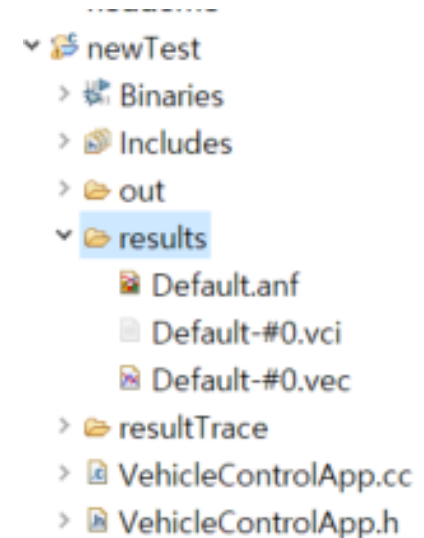 newTest
Binaries
Includes
out
results
Default.anf
Default-#0.vci
Default-#0.vec
resultTrace
VehicleControlApp.cc
VehicleControlApp.h